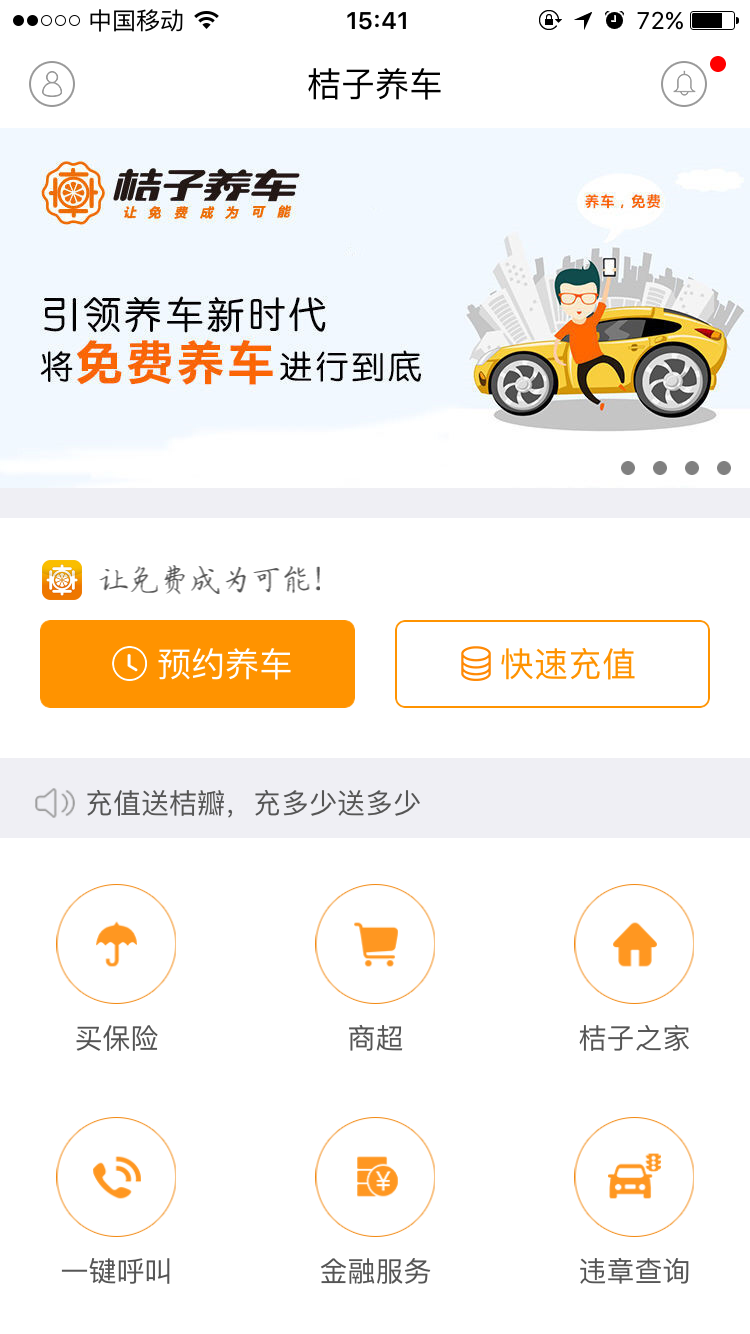 中国移动 15:41 72%
桔子养车
桔子养车
让免费成为可能
养车，免费
引领养车新时代
将免费养车进行到底
让免费成为可能！
预约养车 快速充值
充值送桔瓣，充多少送多少
买保险 商超 桔子之家
¥
一键呼叫 金融服务 违章查询